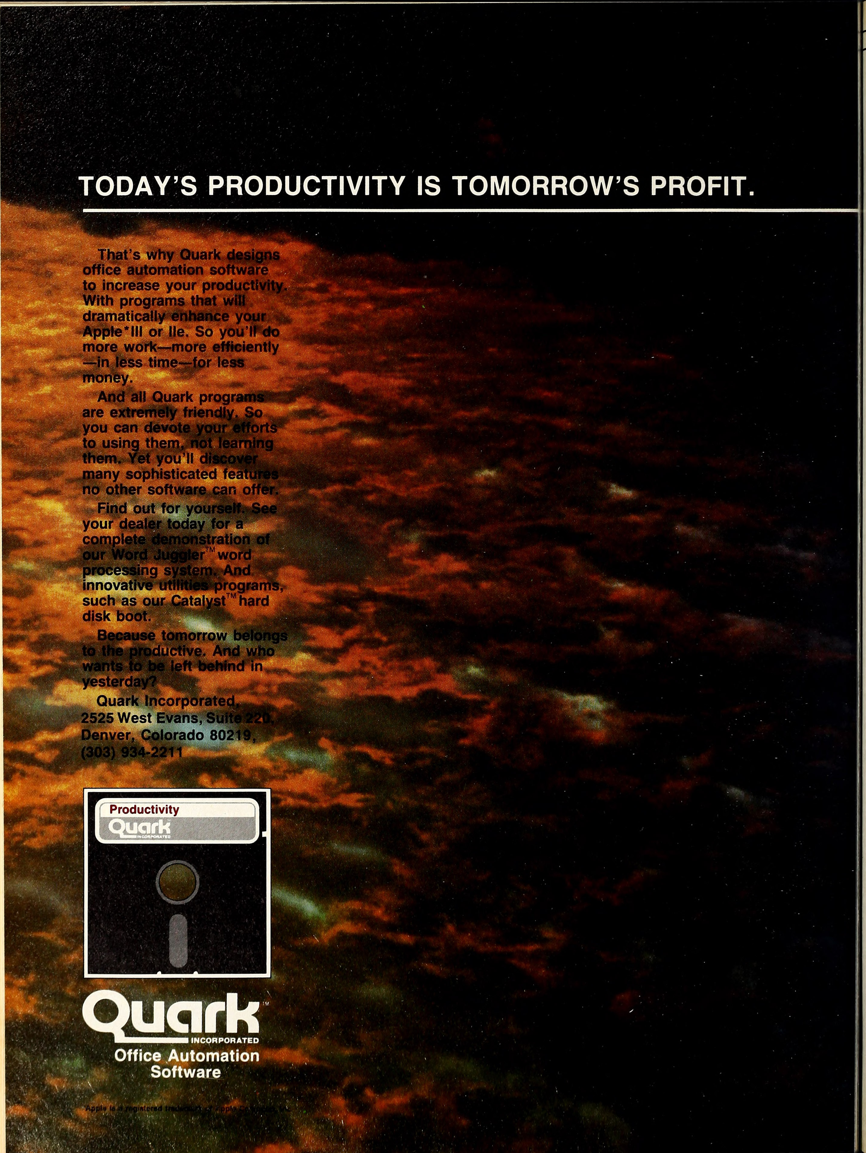 TODAY'S PRODUCTIVITY IS TOMORROW'S PROFIT.
That's why Quark designs
office automation software
to increase your productivity.
With programs that will
dramatically enhance your
Apple* III or IIe. So you'll do
more work—more efficiently
—in less time—for less
money.
And all Quark programs
are extremely friendly. So
you can devote your efforts
to using them, not learning
them. Yet you'll discover
many sophisticated features
no other software can offer.
Find out for yourself. See
your dealer today for a
complete demonstration of
our Word Juggler™ word
processing system. And
innovative utilities programs,
such as our Catalyst™ hard
disk boot.
Because tomorrow belongs
to the productive. And who
wants to be left behind in
yesterday?
Quark Incorporated,
2525 West Evans, Suite 220,
Denver, Colorado 80219,
(303) 934-2211
Productivity
Quark
INCORPORATED
Quark™
INCORPORATED
Office Automation
Software
*Apple is a registered trademark of Apple